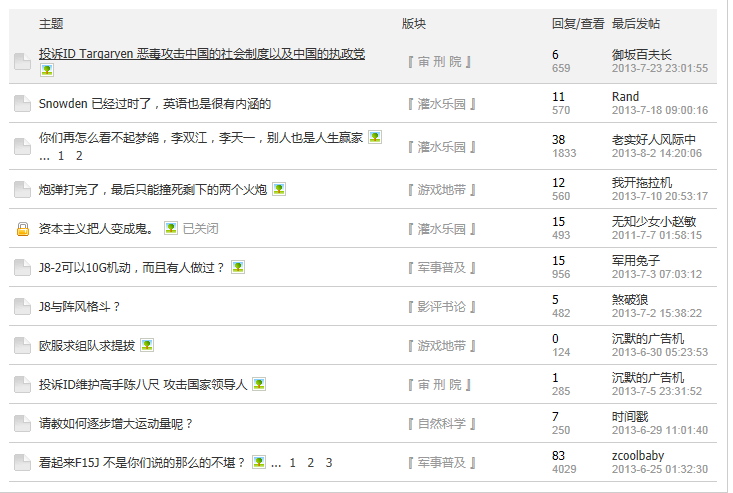 主题 版块 回复/查看 最后发帖
投诉ID Targaryen 恶毒攻击中国的社会制度以及中国的执政党 『 审 刑 院 』 6 御坂百夫长
659 2013-7-23 23:01:55
Snowden 已经过时了，英语也是很有内涵的 『 灌水乐园 』 11 Rand
570 2013-7-18 09:00:16
你们再怎么看不起梦鸽，李双江，李天一，别人也是人生赢家 『 灌水乐园 』 38 老实好人风际中
... 1 2 1833 2013-8-2 14:20:06
炮弹打完了，最后只能撞死剩下的两个火炮 『 游戏地带 』 12 我开拖拉机
560 2013-7-10 20:53:17
资本主义把人变成鬼。 已关闭 『 灌水乐园 』 15 无知少女小赵敏
493 2011-7-7 01:58:15
J8-2可以10G机动，而且有人做过？ 『 军事普及 』 15 军用兔子
956 2013-7-3 07:03:12
J8与阵风格斗？ 『 影评书论 』 5 煞破狼
482 2013-7-2 15:38:22
欧服求组队求提拔 『 游戏地带 』 0 沉默的广告机
124 2013-6-30 05:23:53
投诉ID维护高手陈八尺 攻击国家领导人 『 审 刑 院 』 1 沉默的广告机
285 2013-7-5 23:31:52
请教如何逐步增大运动量呢？ 『 自然科学 』 7 时间戳
250 2013-6-29 11:01:40
看起来F15J 不是你们说的那么的不堪？ ... 1 2 3 『 军事普及 』 83 zcoolbaby
4029 2013-6-25 01:32:30